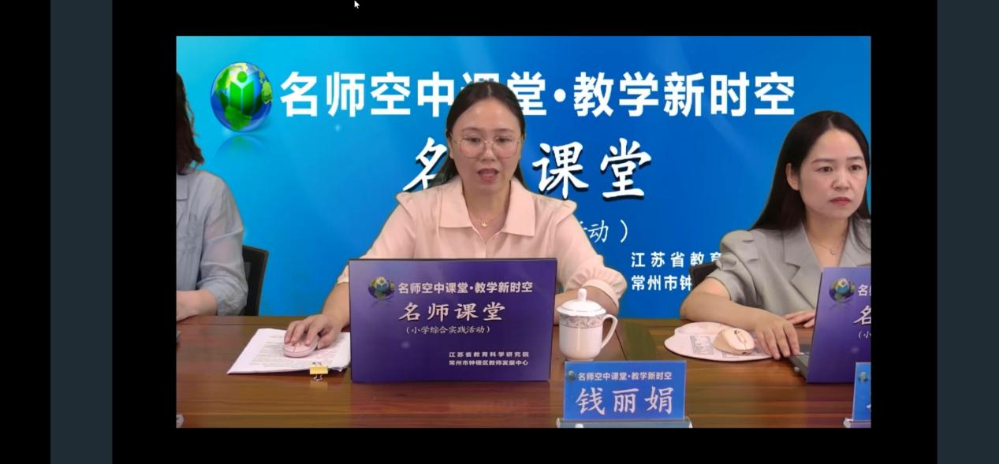 名师空中课堂·教学新时空
名 课堂
动）
江苏省教育
常州市钟
名师空中课堂·教学新时空
名师课堂
（小学综合实践活动）
江苏省教育科学研究院
常州市钟楼区教师发展中心
名师空中课堂·教学新时空
钱丽娟
名